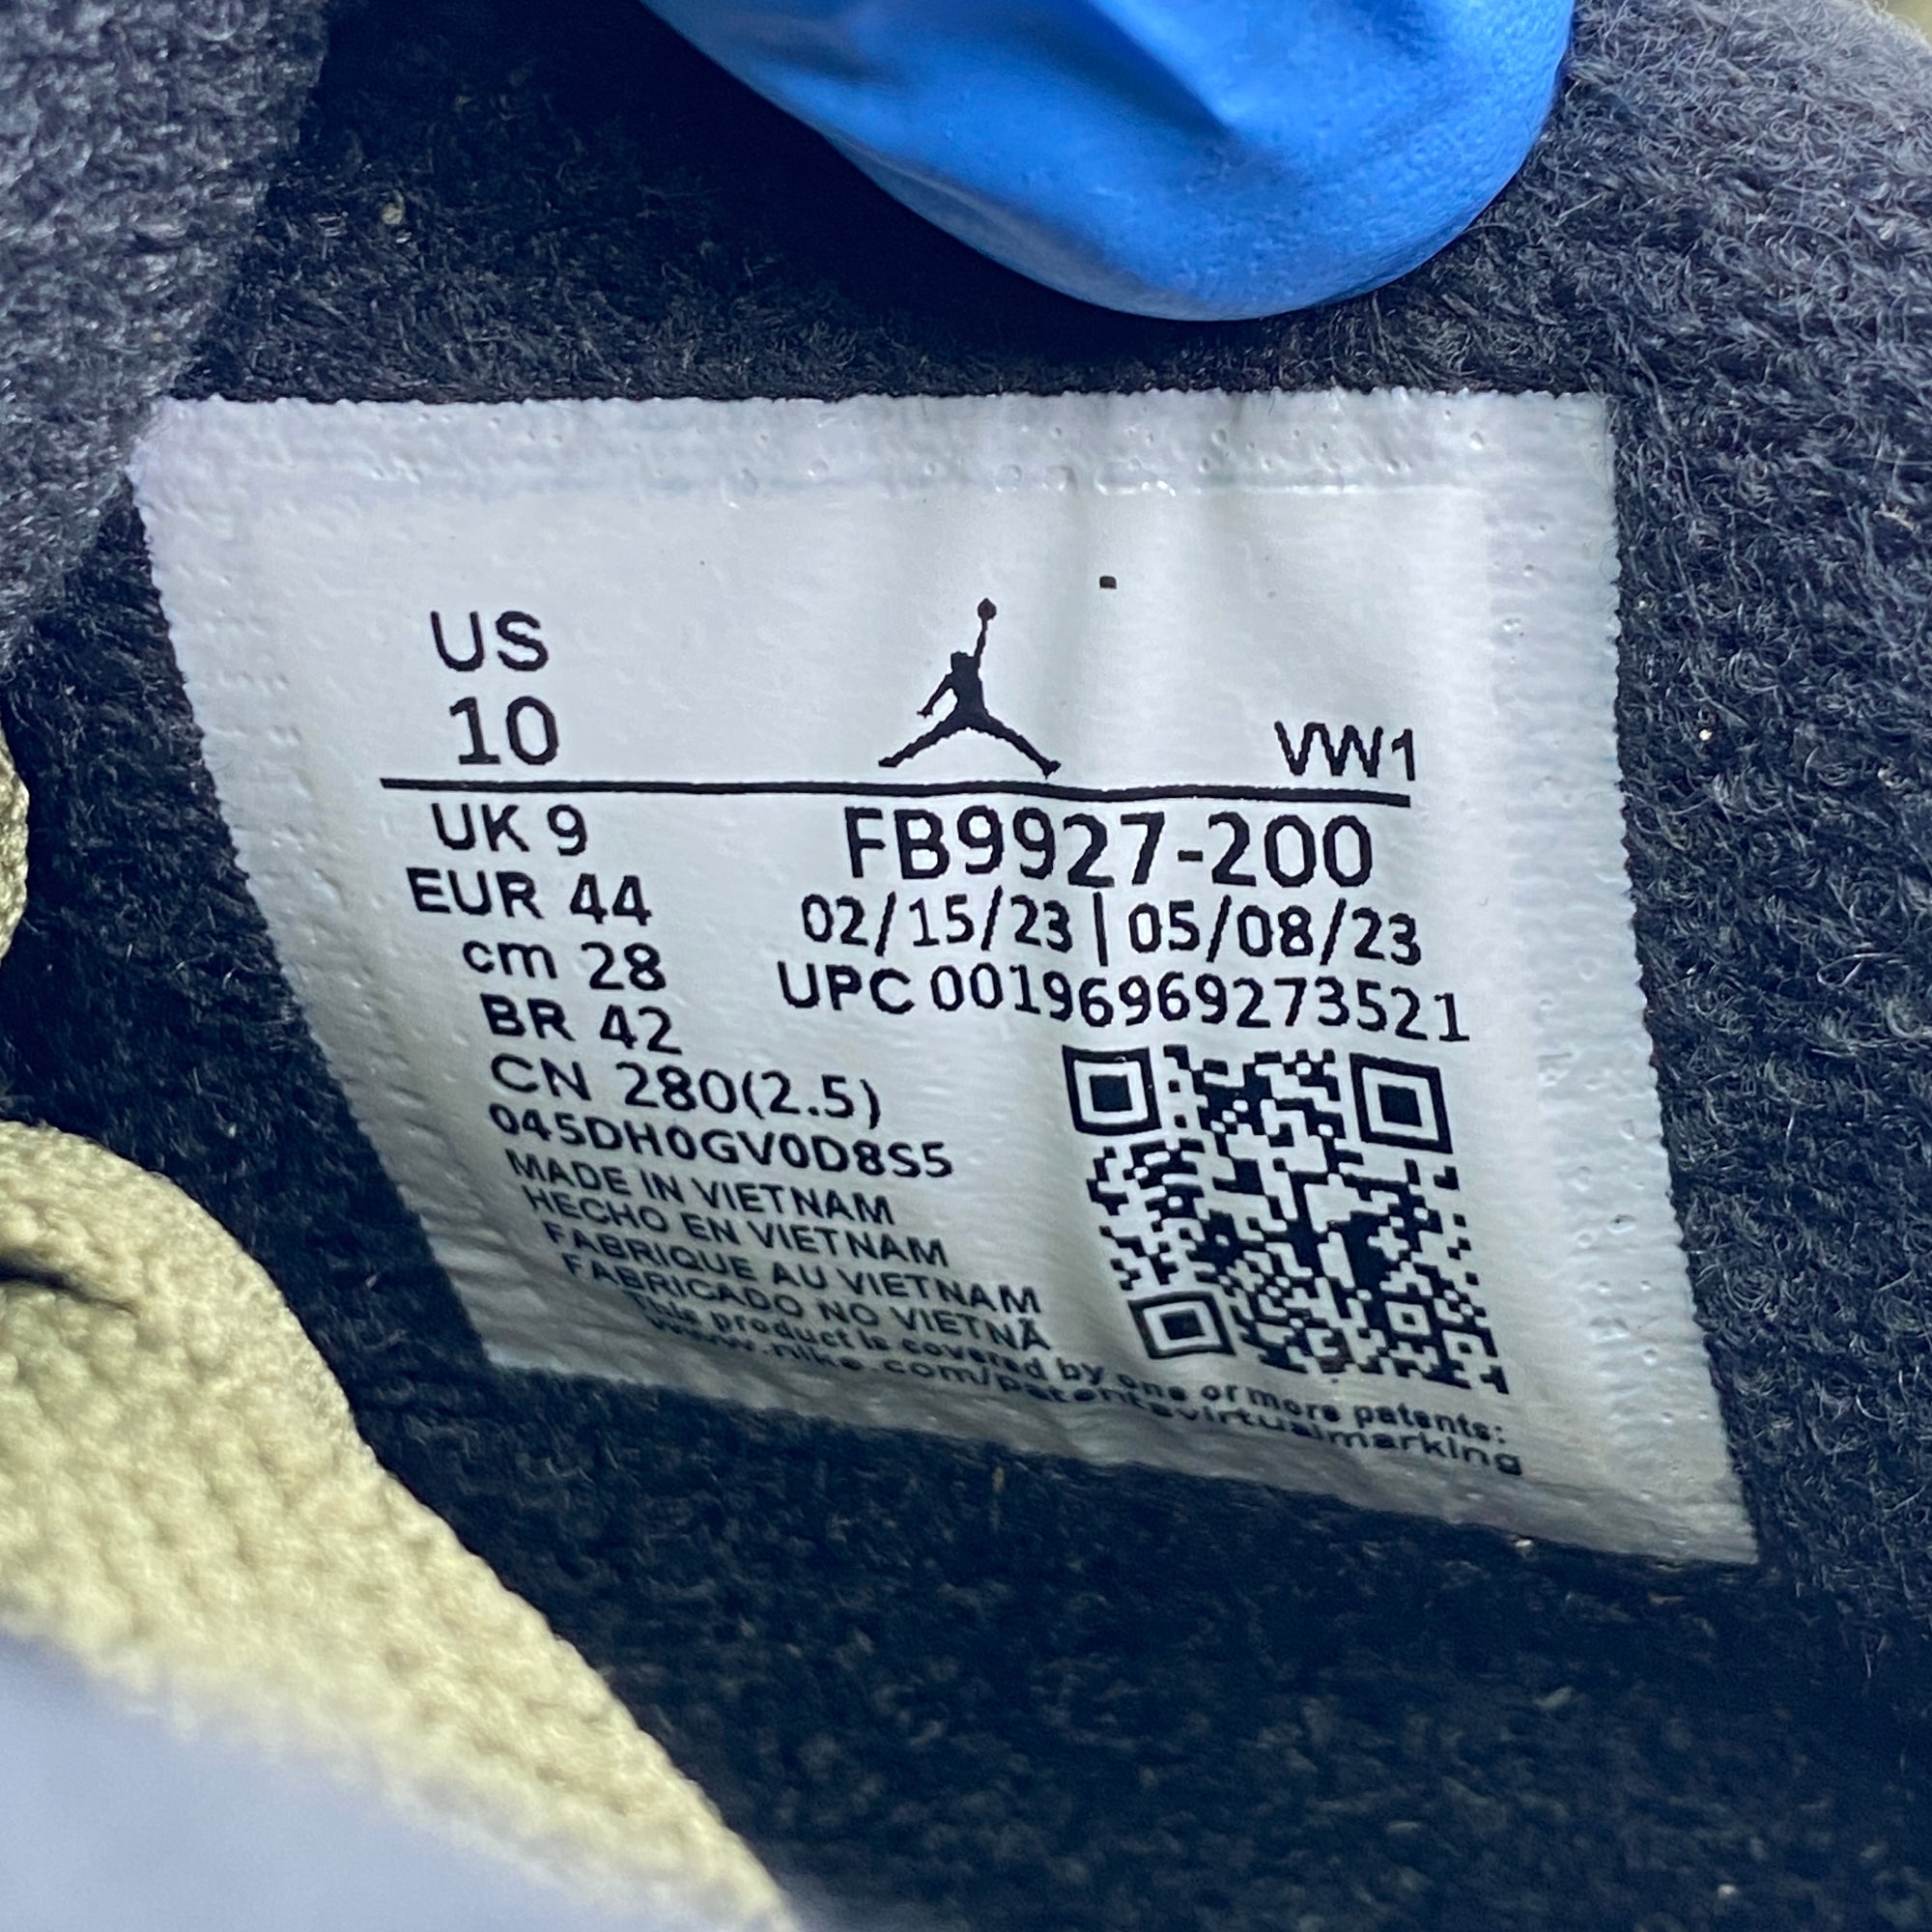 US
10
VW1
UK 9
EUR 44
cm 28
BR 42
CN 280(2.5)
FB9927-200
02/15/23 | 05/08/23
UPC 00196969273521
045DH0GV0D8S5
MADE IN VIETNAM
HECHO EN VIETNAM
FABRIQUE AU VIETNAM
FABRICADO NO VIETNÃ
This product is covered by one or more patents:
www.nike.com/patentsvirtualmarking